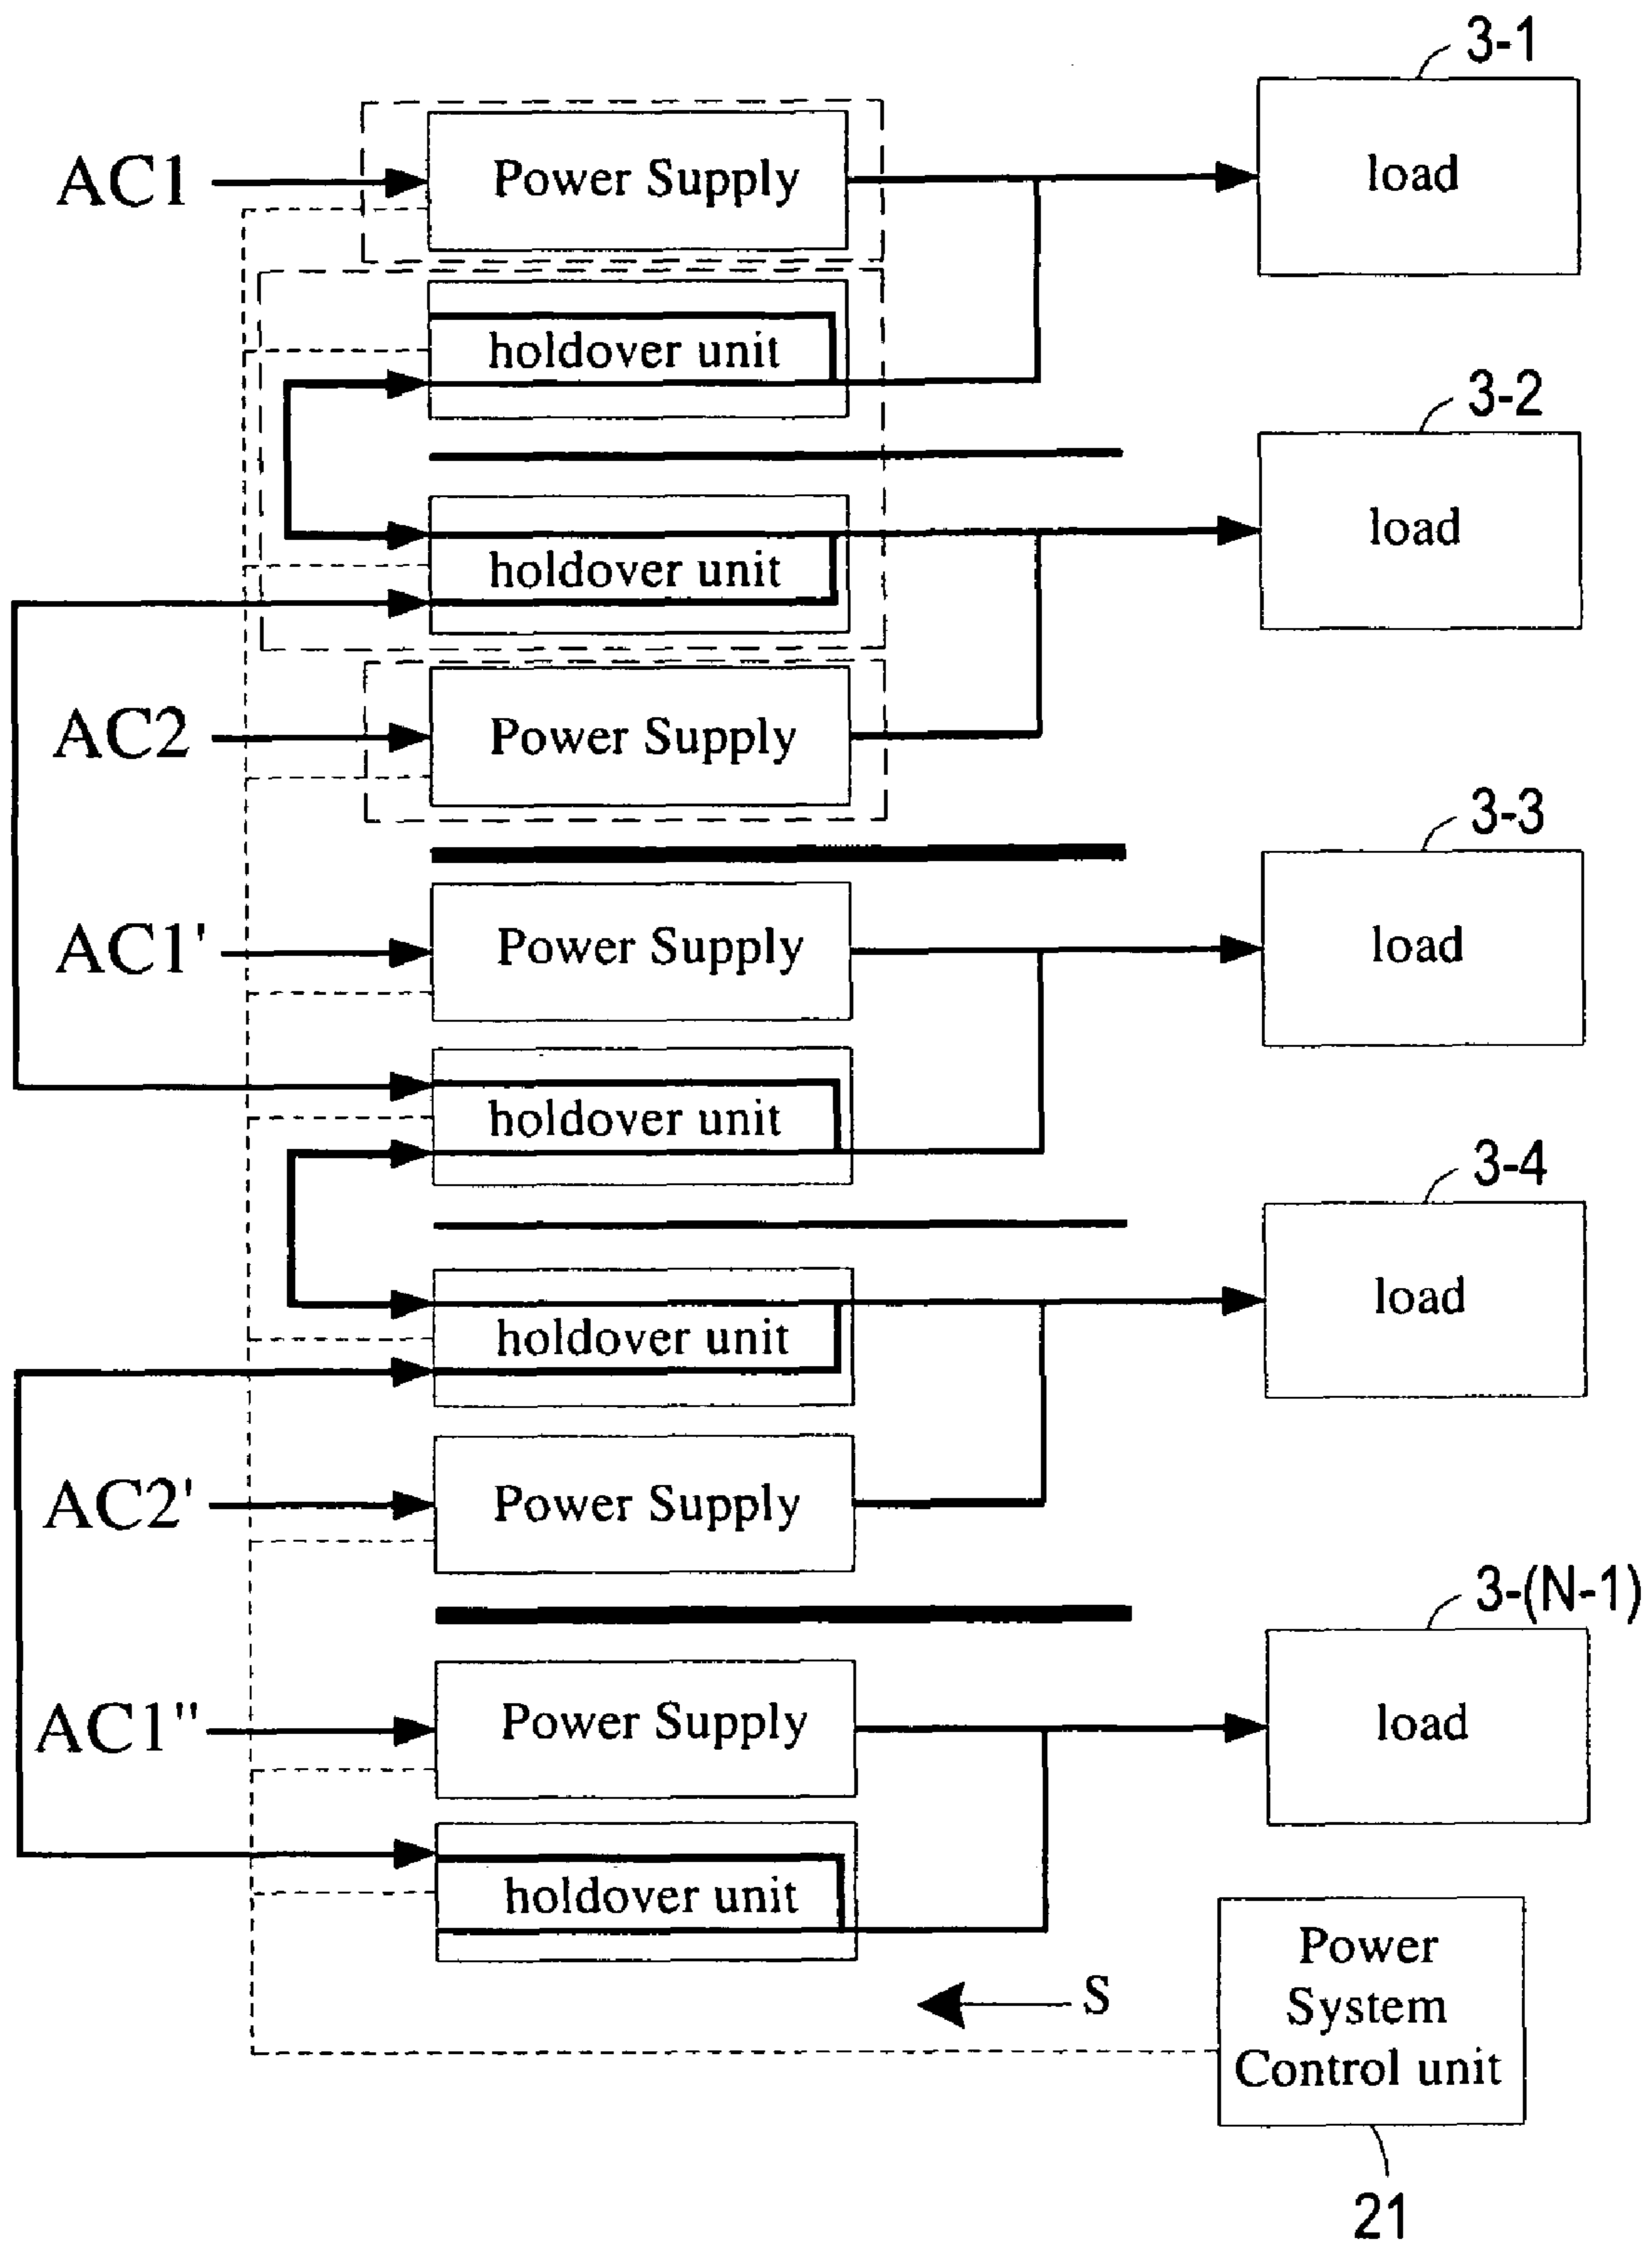 3-1
AC1
Power Supply
load
holdover unit
3-2
load
holdover unit
AC2
Power Supply
3-3
AC1'
Power Supply
load
holdover unit
3-4
load
holdover unit
AC2'
Power Supply
3-(N-1)
AC1"
Power Supply
load
holdover unit
S
Power
System
Control unit
21